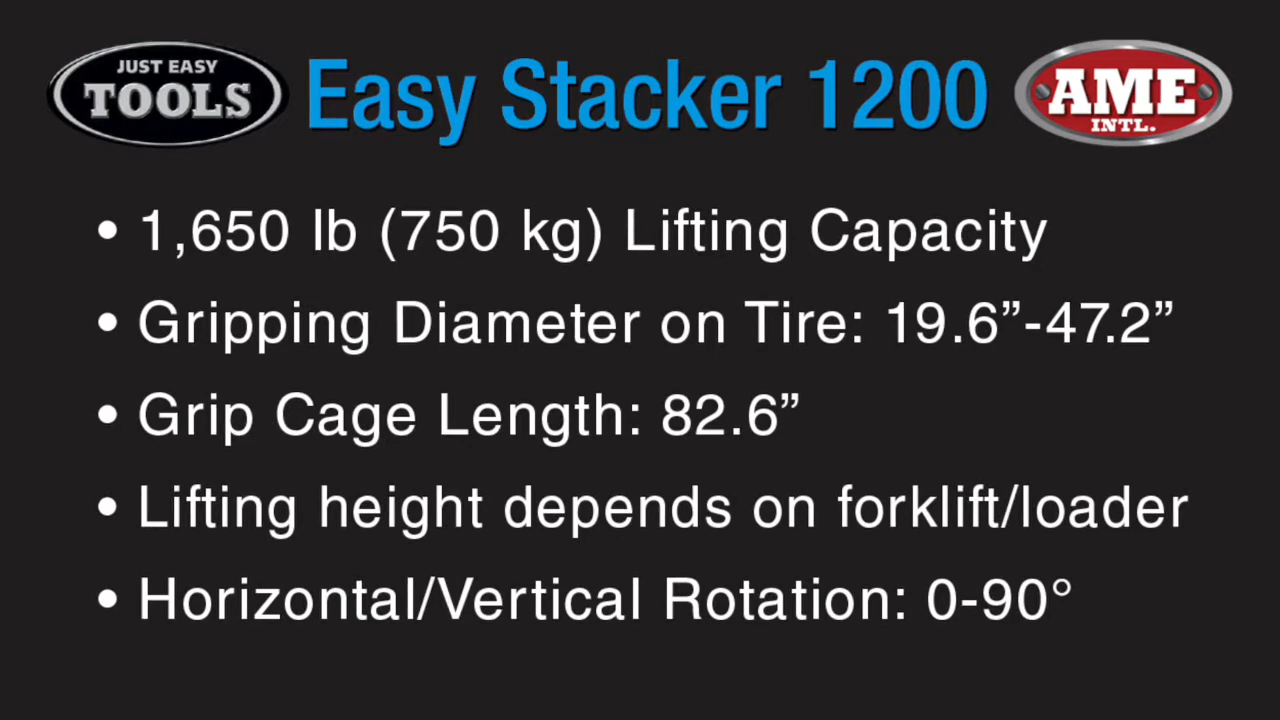 JUST EASY
TOOLS
Easy Stacker 1200
AME
INTL.
• 1,650 lb (750 kg) Lifting Capacity
• Gripping Diameter on Tire: 19.6”-47.2”
• Grip Cage Length: 82.6”
• Lifting height depends on forklift/loader
• Horizontal/Vertical Rotation: 0-90°